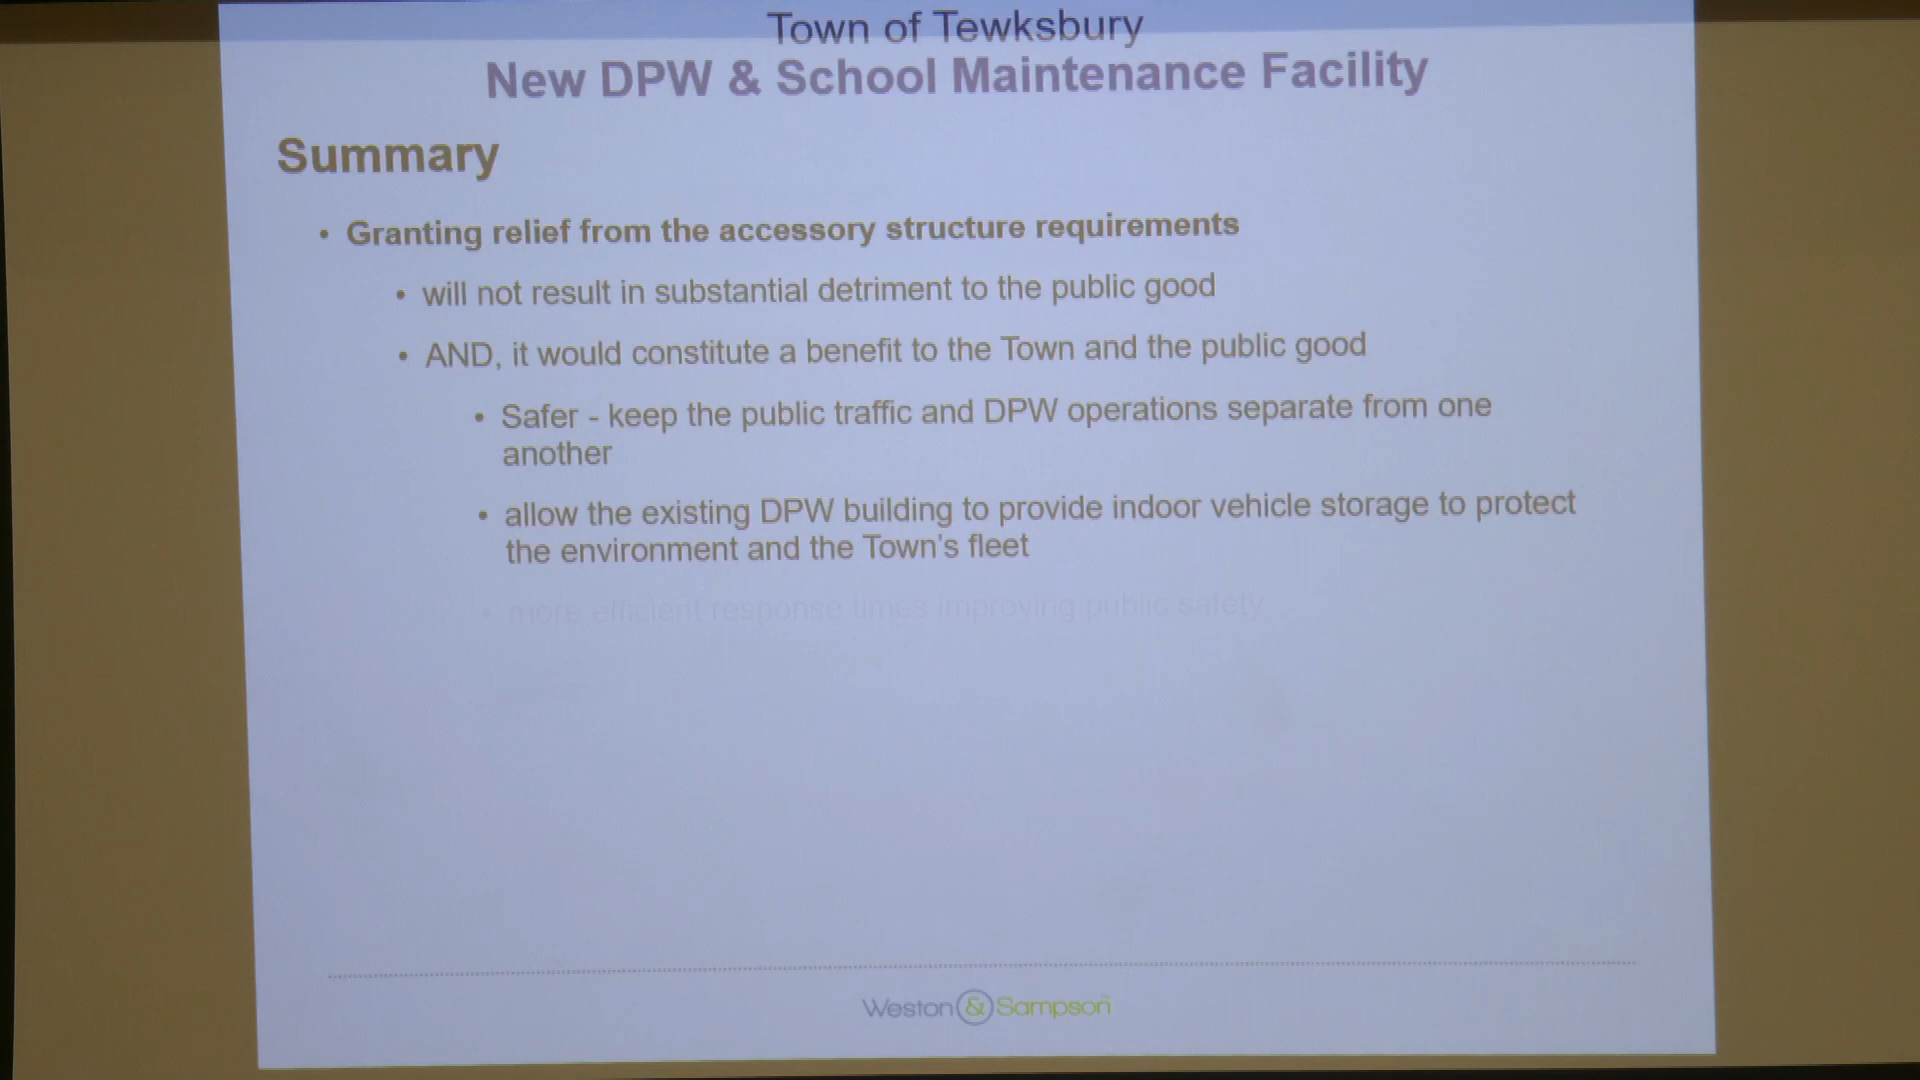 Town of Tewksbury
New DPW & School Maintenance Facility
Summary
• Granting relief from the accessory structure requirements
• will not result in substantial detriment to the public good
• AND, it would constitute a benefit to the Town and the public good
• Safer - keep the public traffic and DPW operations separate from one
another
• allow the existing DPW building to provide indoor vehicle storage to protect
the environment and the Town's fleet
• more efficient response times improving public safety
Weston & Sampson